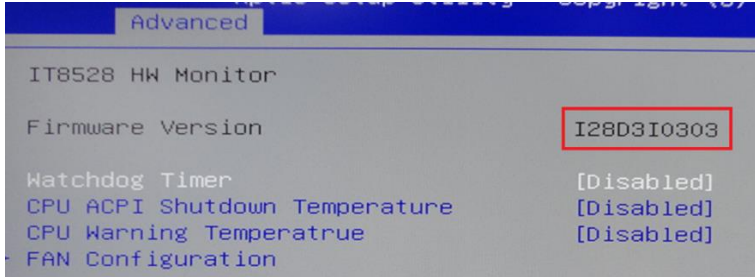 Advanced
IT8528 HW Monitor
Firmware Version I28D3I0303
Watchdog Timer [Disabled]
CPU ACPI Shutdown Temperature [Disabled]
CPU Warning Temperatrue [Disabled]
FAN Configuration